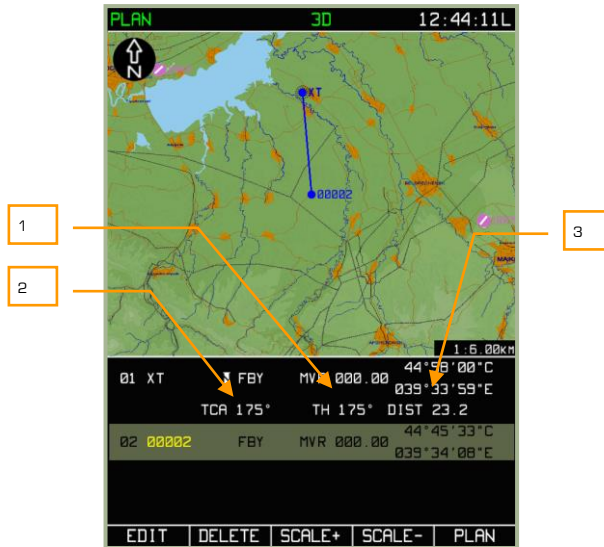 PLAN 3D 12:44:11L
N
XT
00002
1
2
3
1:6.00КМ
01 XT FBY MVR 000.00 44°58'00"C
039°33'59"E
TCA 175° TH 175° DIST 23.2
02 00002 FBY MVR 000.00 44°45'33"C
039°34'08"E
EDIT DELETE SCALE+ SCALE- PLAN